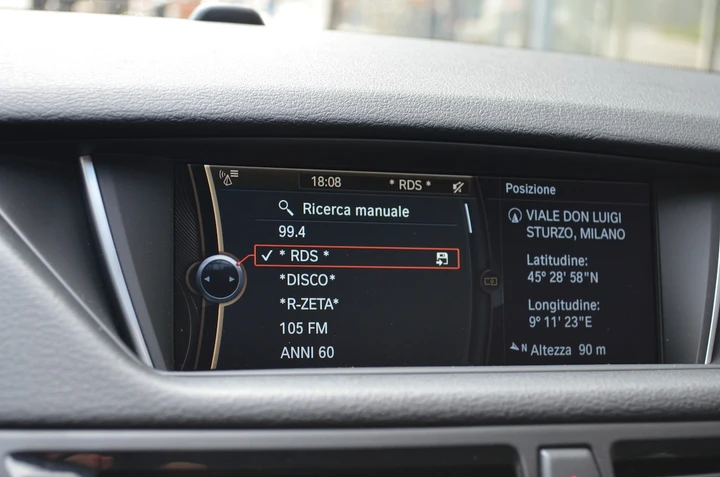 18:08 * RDS *
Ricerca manuale
99.4
* RDS *
*DISCO*
*R-ZETA*
105 FM
ANNI 60
Posizione
VIALE DON LUIGI
STURZO, MILANO
Latitudine:
45° 28' 58"N
Longitudine:
9° 11' 23"E
N Altezza 90 m